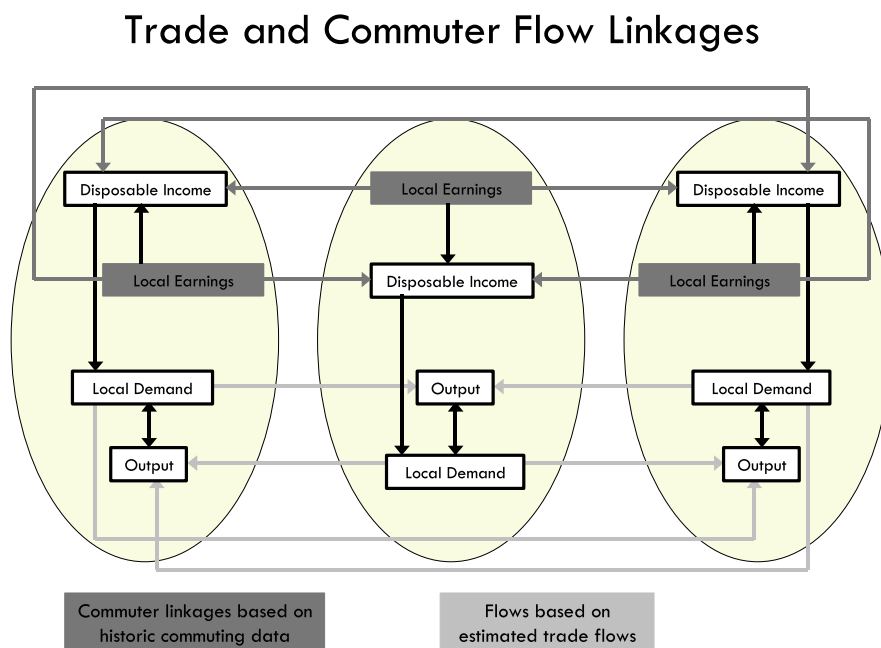 Trade and Commuter Flow Linkages
Disposable Income
Local Earnings
Disposable Income
Local Earnings
Disposable Income
Local Earnings
Local Demand
Output
Local Demand
Output
Local Demand
Output
Commuter linkages based on
historic commuting data
Flows based on
estimated trade flows